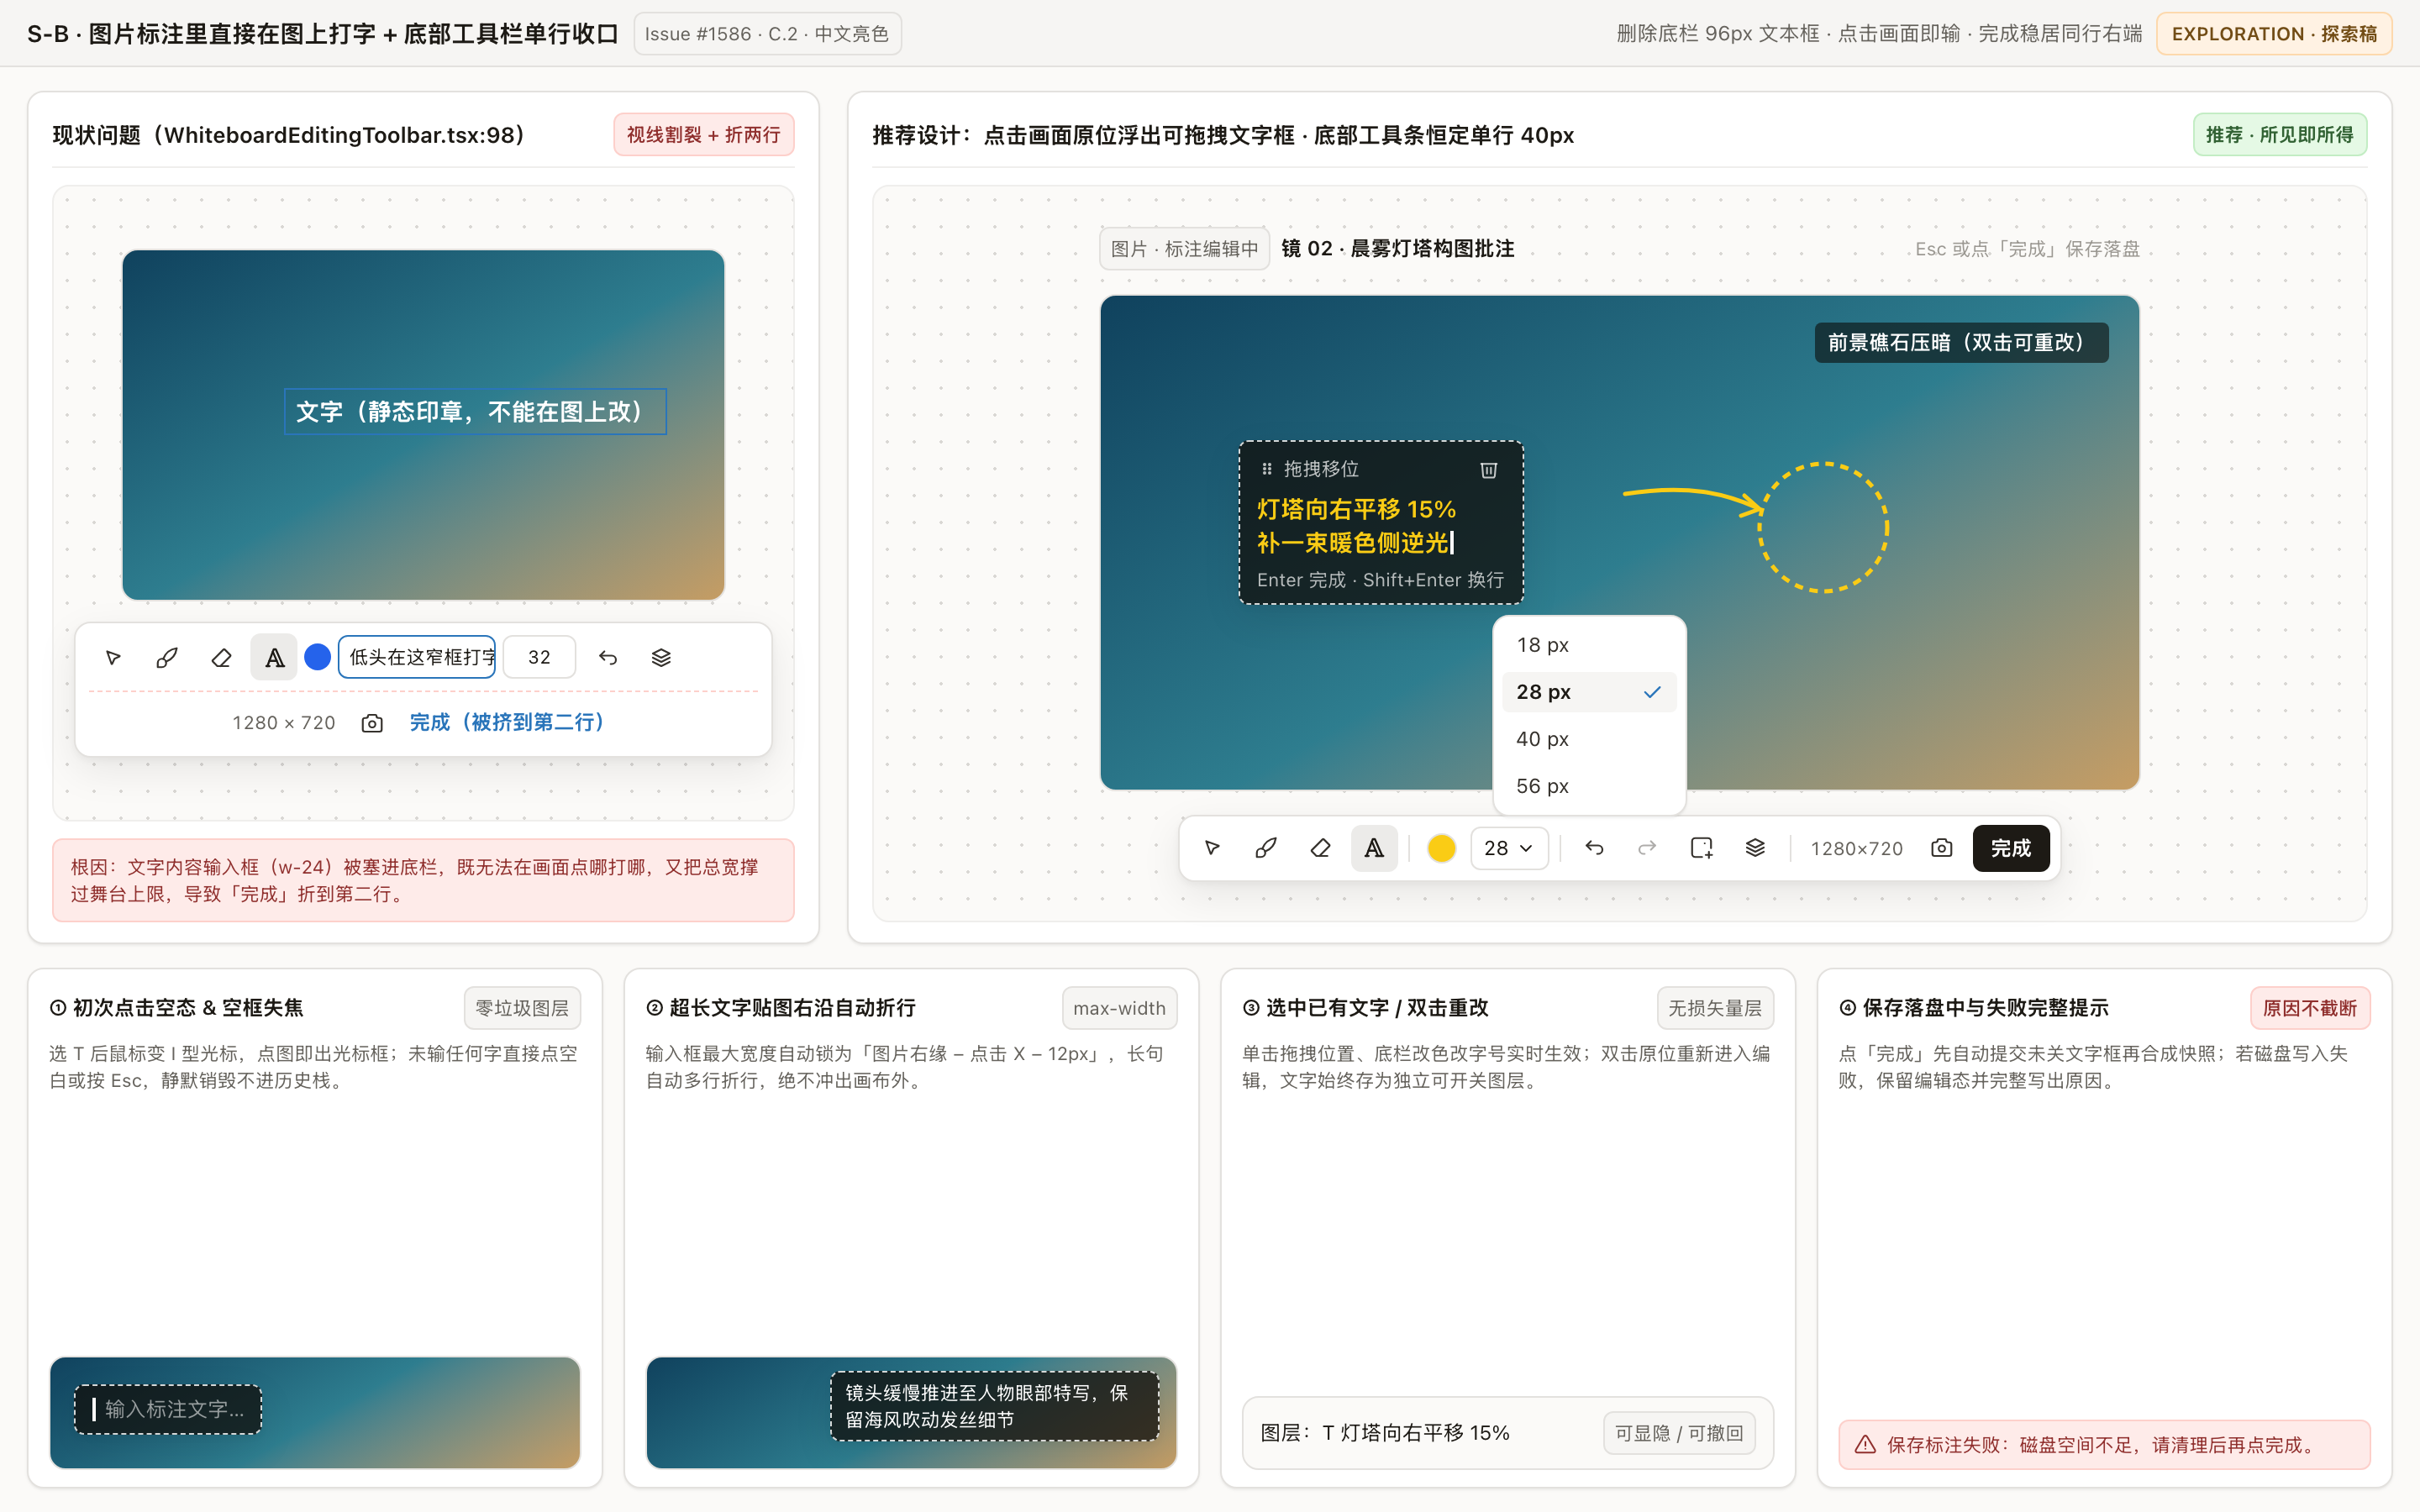 S-B · 图片标注里直接在图上打字 + 底部工具栏单行收口
Issue #1586 · C.2 · 中文亮色
删除底栏 96px 文本框 · 点击画面即输 · 完成稳居同行右端
EXPLORATION · 探索稿
现状问题（WhiteboardEditingToolbar.tsx:98）
视线割裂 + 折两行
文字（静态印章，不能在图上改）
低头在这窄框打字
32
1280 × 720
完成（被挤到第二行）
根因：文字内容输入框（w-24）被塞进底栏，既无法在画面点哪打哪，又把总宽撑
过舞台上限，导致「完成」折到第二行。
推荐设计：点击画面原位浮出可拖拽文字框 · 底部工具条恒定单行 40px
推荐 · 所见即所得
图片 · 标注编辑中
镜 02 · 晨雾灯塔构图批注
Esc 或点「完成」保存落盘
前景礁石压暗（双击可重改）
拖拽移位
灯塔向右平移 15%
补一束暖色侧逆光
Enter 完成 · Shift+Enter 换行
18 px
28 px
40 px
56 px
28
1280×720
完成
① 初次点击空态 & 空框失焦
零垃圾图层
选 T 后鼠标变 I 型光标，点图即出光标框；未输任何字直接点空
白或按 Esc，静默销毁不进历史栈。
输入标注文字...
② 超长文字贴图右沿自动折行
max-width
输入框最大宽度自动锁为「图片右缘 – 点击 X – 12px」，长句
自动多行折行，绝不冲出画布外。
镜头缓慢推进至人物眼部特写，保
留海风吹动发丝细节
③ 选中已有文字 / 双击重改
无损矢量层
单击拖拽位置、底栏改色改字号实时生效；双击原位重新进入编
辑，文字始终存为独立可开关图层。
图层：T 灯塔向右平移 15%
可显隐 / 可撤回
④ 保存落盘中与失败完整提示
原因不截断
点「完成」先自动提交未关文字框再合成快照；若磁盘写入失
败，保留编辑态并完整写出原因。
保存标注失败：磁盘空间不足，请清理后再点完成。